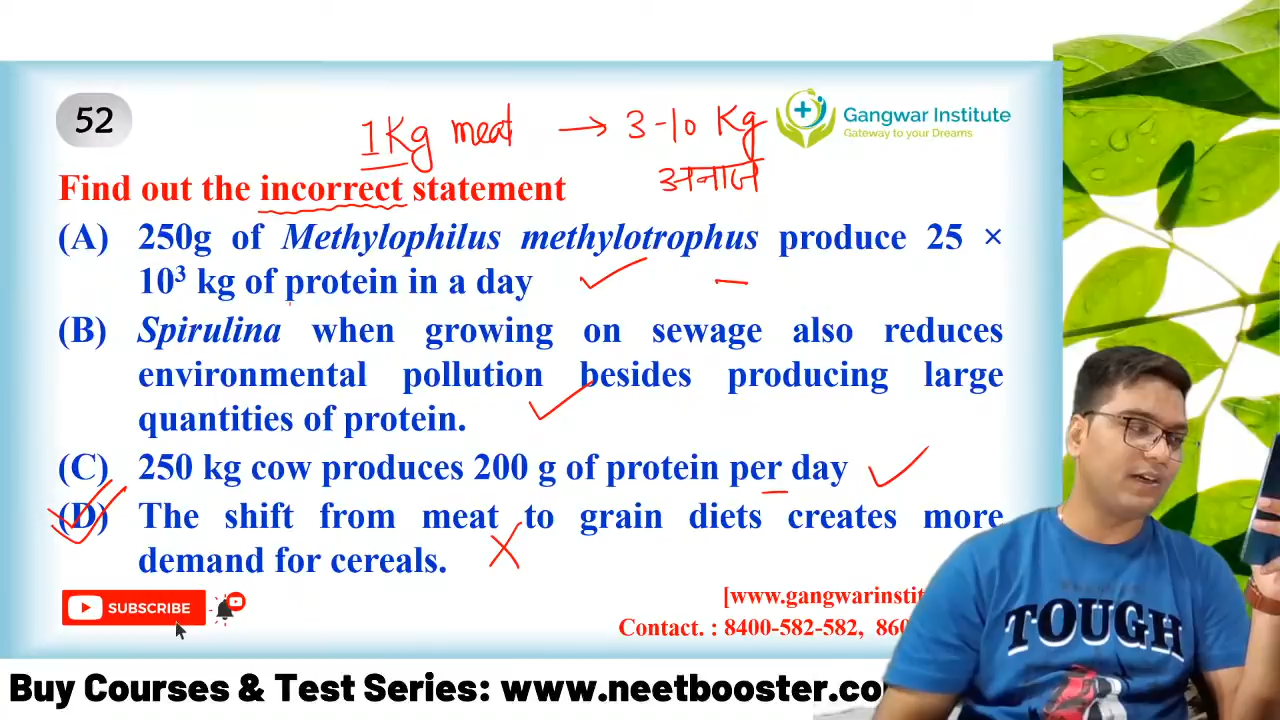 52
1Kg meat → 3-10 Kg
अनाज
Gangwar Institute
Gateway to your Dreams
Find out the incorrect statement
(A) 250g of Methylophilus methylotrophus produce 25 ×
10³ kg of protein in a day
(B) Spirulina when growing on sewage also reduces
environmental pollution besides producing large
quantities of protein.
(C) 250 kg cow produces 200 g of protein per day
(D) The shift from meat to grain diets creates more
demand for cereals.
SUBSCRIBE
[www.gangwarinstit
Contact. : 8400-582-582, 860
TOUGH
Buy Courses & Test Series: www.neetbooster.co